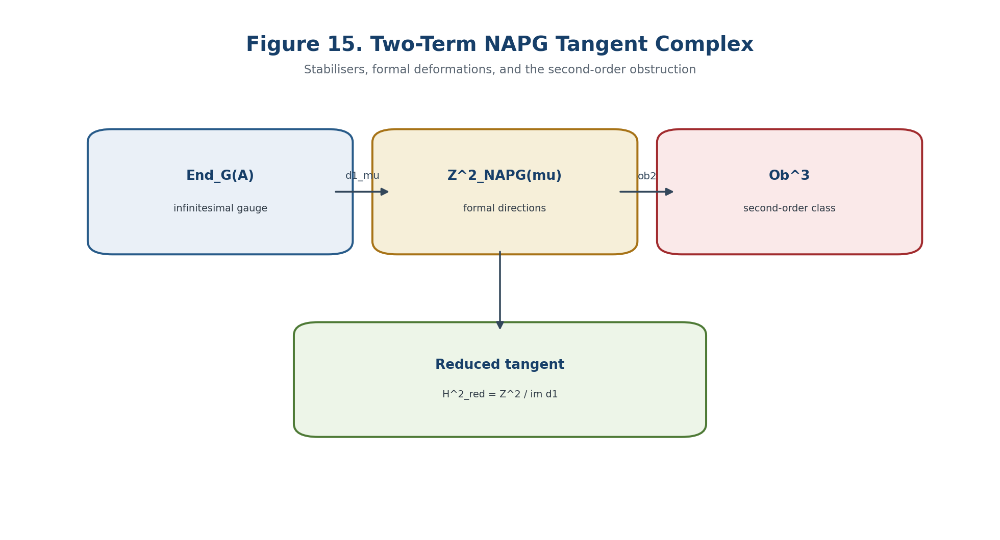 Figure 15. Two-Term NAPG Tangent Complex
Stabilisers, formal deformations, and the second-order obstruction
End_G(A)
infinitesimal gauge
d1_mu
Z^2_NAPG(mu)
formal directions
ob2
Ob^3
second-order class
Reduced tangent
H^2_red = Z^2 / im d1